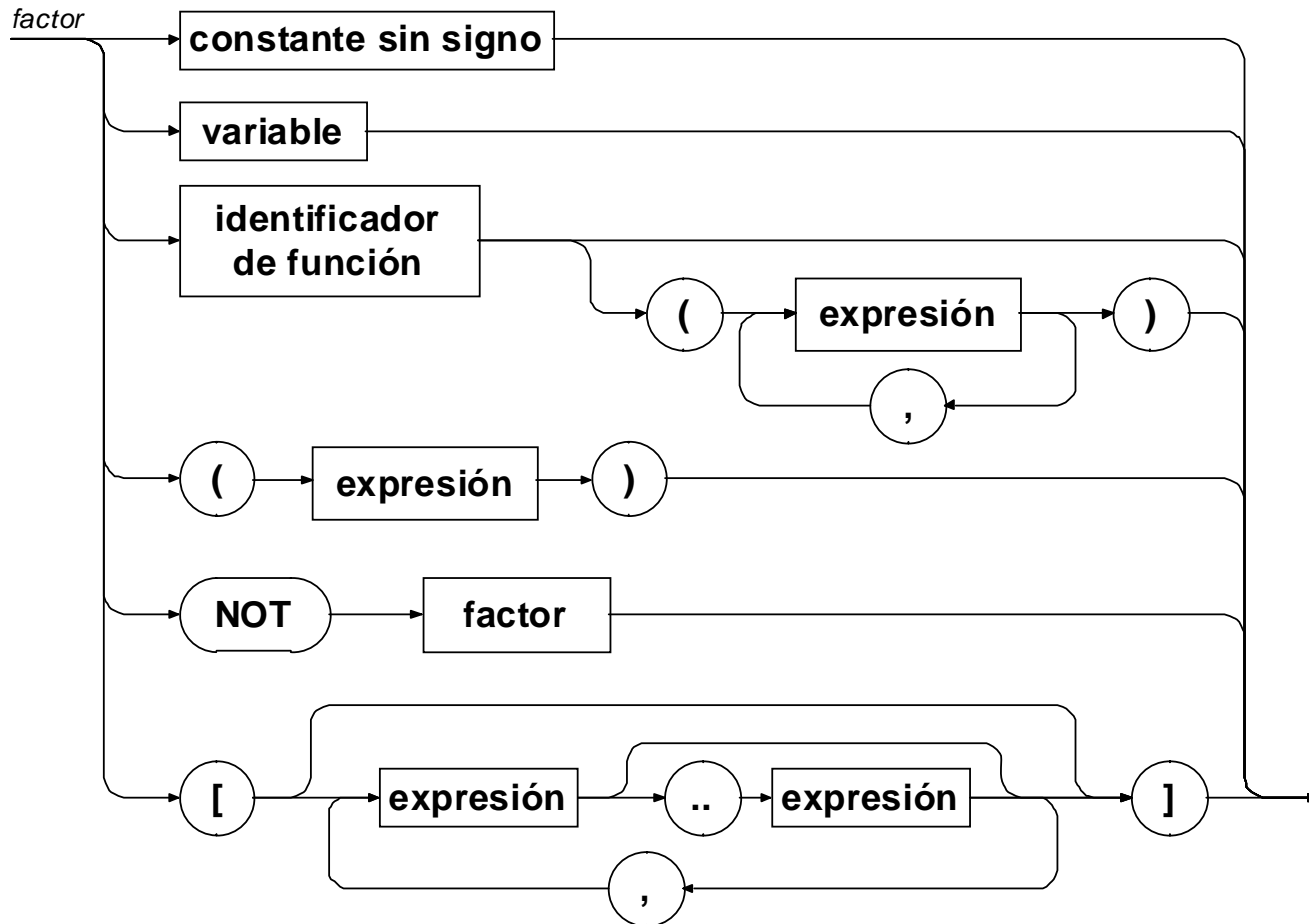 factor
constante sin signo
variable
identificador
de función
( expresión )
,
( expresión )
NOT factor
[ expresión .. expresión ]
,